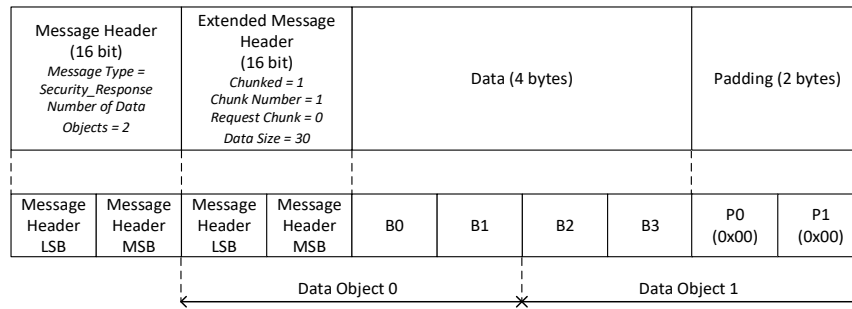 Message Header
(16 bit)
Message Type =
Security_Response
Number of Data
Objects = 2
Extended Message
Header
(16 bit)
Chunked = 1
Chunk Number = 1
Request Chunk = 0
Data Size = 30
Data (4 bytes)
Padding (2 bytes)
Message
Header
LSB
Message
Header
MSB
Message
Header
LSB
Message
Header
MSB
B0
B1
B2
B3
P0
(0x00)
P1
(0x00)
Data Object 0
Data Object 1